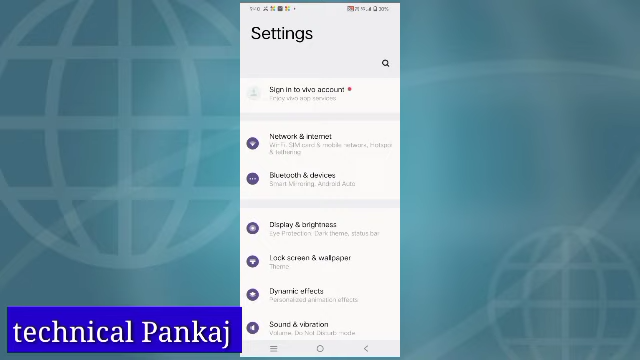 Settings
Sign in to vivo account
Enjoy vivo app services
Network & internet
Wi-Fi, SIM card & mobile network, Hotspot
& tethering
Bluetooth & devices
Smart Mirroring, Android Auto
Display & brightness
Eye Protection, Dark theme, status bar
Lock screen & wallpaper
Theme
Dynamic effects
Personalized animation effects
Sound & vibration
Volume, Do Not Disturb mode
technical Pankaj